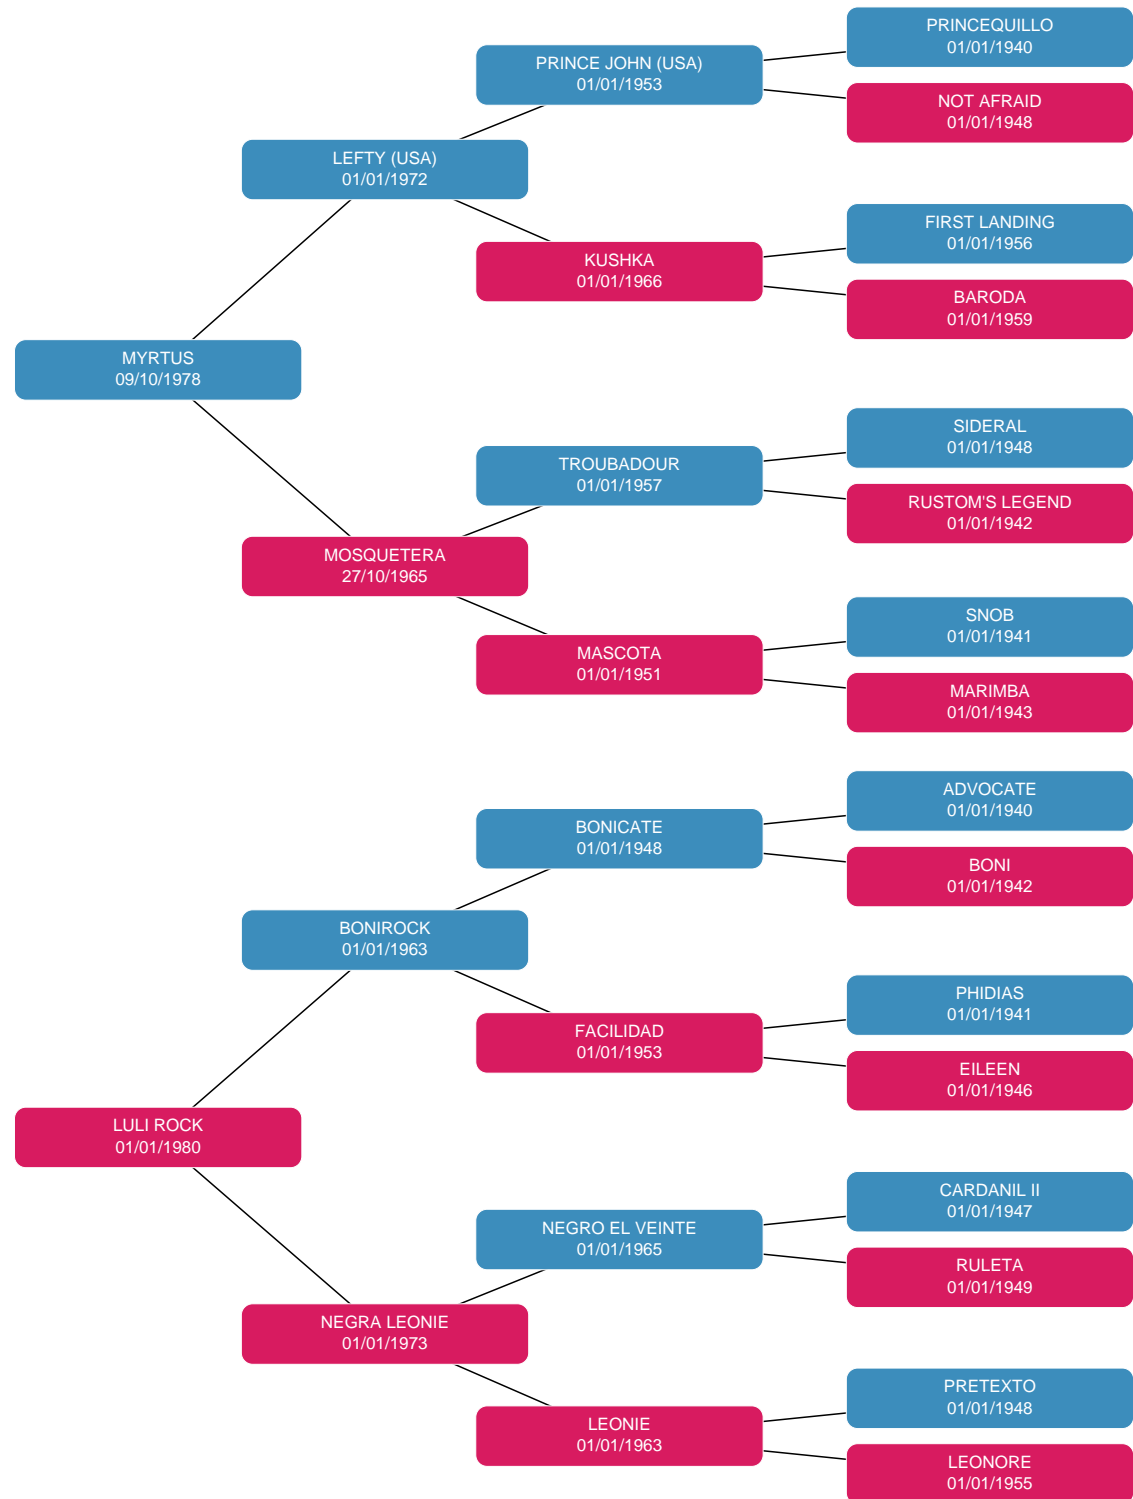 PRINCEQUILLO
01/01/1940
PRINCE JOHN (USA)
01/01/1953
NOT AFRAID
01/01/1948
LEFTY (USA)
01/01/1972
FIRST LANDING
01/01/1956
KUSHKA
01/01/1966
BARODA
01/01/1959
MYRTUS
09/10/1978
SIDERAL
01/01/1948
TROUBADOUR
01/01/1957
RUSTOM'S LEGEND
01/01/1942
MOSQUETERA
27/10/1965
SNOB
01/01/1941
MASCOTA
01/01/1951
MARIMBA
01/01/1943
ADVOCATE
01/01/1940
BONICATE
01/01/1948
BONI
01/01/1942
BONIROCK
01/01/1963
PHIDIAS
01/01/1941
FACILIDAD
01/01/1953
EILEEN
01/01/1946
LULI ROCK
01/01/1980
CARDANIL II
01/01/1947
NEGRO EL VEINTE
01/01/1965
RULETA
01/01/1949
NEGRA LEONIE
01/01/1973
PRETEXTO
01/01/1948
LEONIE
01/01/1963
LEONORE
01/01/1955